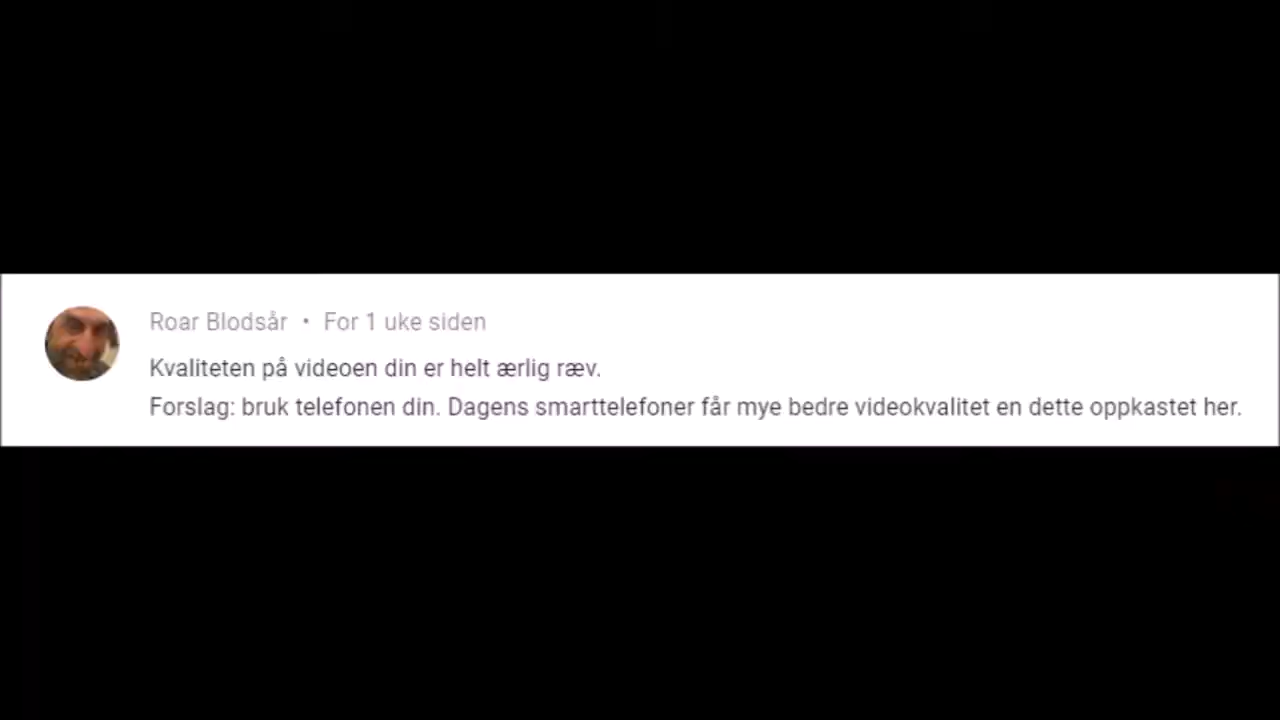 Roar Blodsår • For 1 uke siden
Kvaliteten på videoen din er helt ærlig ræv.
Forslag: bruk telefonen din. Dagens smarttelefoner får mye bedre videokvalitet en dette oppkastet her.